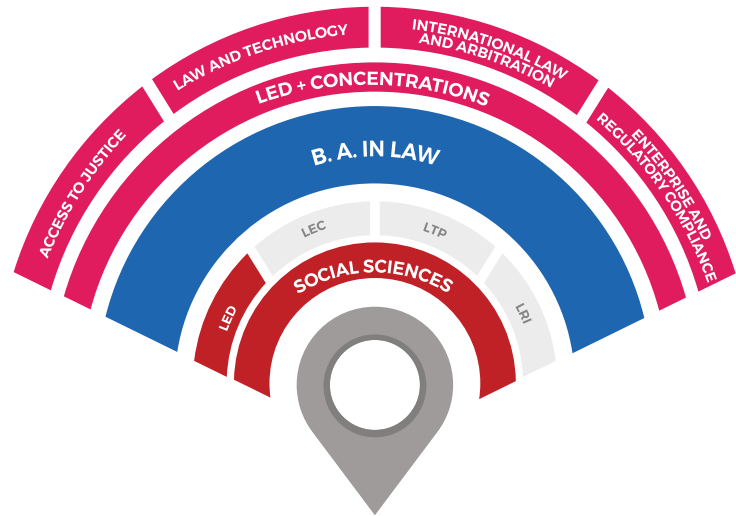 ACCESS TO JUSTICE
LAW AND TECHNOLOGY
INTERNATIONAL LAW
AND ARBITRATION
ENTERPRISE AND
REGULATORY COMPLIANCE
LED + CONCENTRATIONS
B. A. IN LAW
LED
LEC
LTP
LRI
SOCIAL SCIENCES